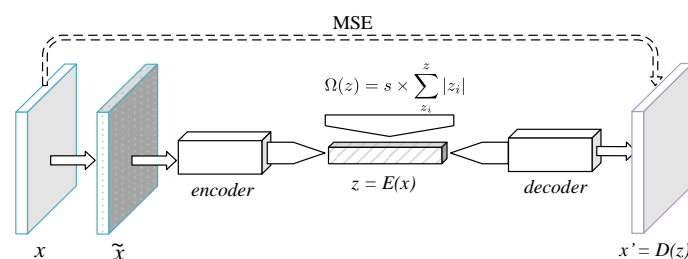 MSE
Ω(z) = s × ∑_{z_i}^{z} |z_i|
encoder
z = E(x)
decoder
x
x̃
x' = D(z)